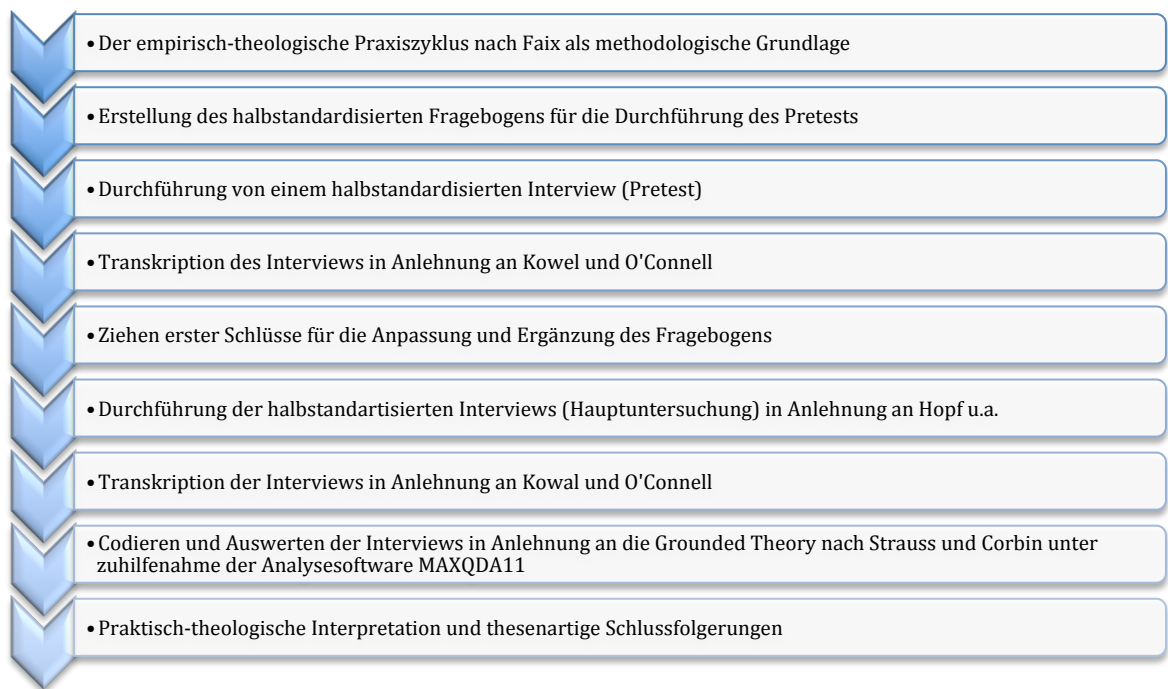 • Der empirisch-theologische Praxiszyklus nach Faix als methodologische Grundlage
• Erstellung des halbstandardisierten Fragebogens für die Durchführung des Pretests
• Durchführung von einem halbstandardisierten Interview (Pretest)
• Transkription des Interviews in Anlehnung an Kowel und O'Connell
• Ziehen erster Schlüsse für die Anpassung und Ergänzung des Fragebogens
• Durchführung der halbstandartisierten Interviews (Hauptuntersuchung) in Anlehnung an Hopf u.a.
• Transkription der Interviews in Anlehnung an Kowal und O'Connell
• Codieren und Auswerten der Interviews in Anlehnung an die Grounded Theory nach Strauss und Corbin unter
zuhilfenahme der Analysesoftware MAXQDA11
• Praktisch-theologische Interpretation und thesenartige Schlussfolgerungen